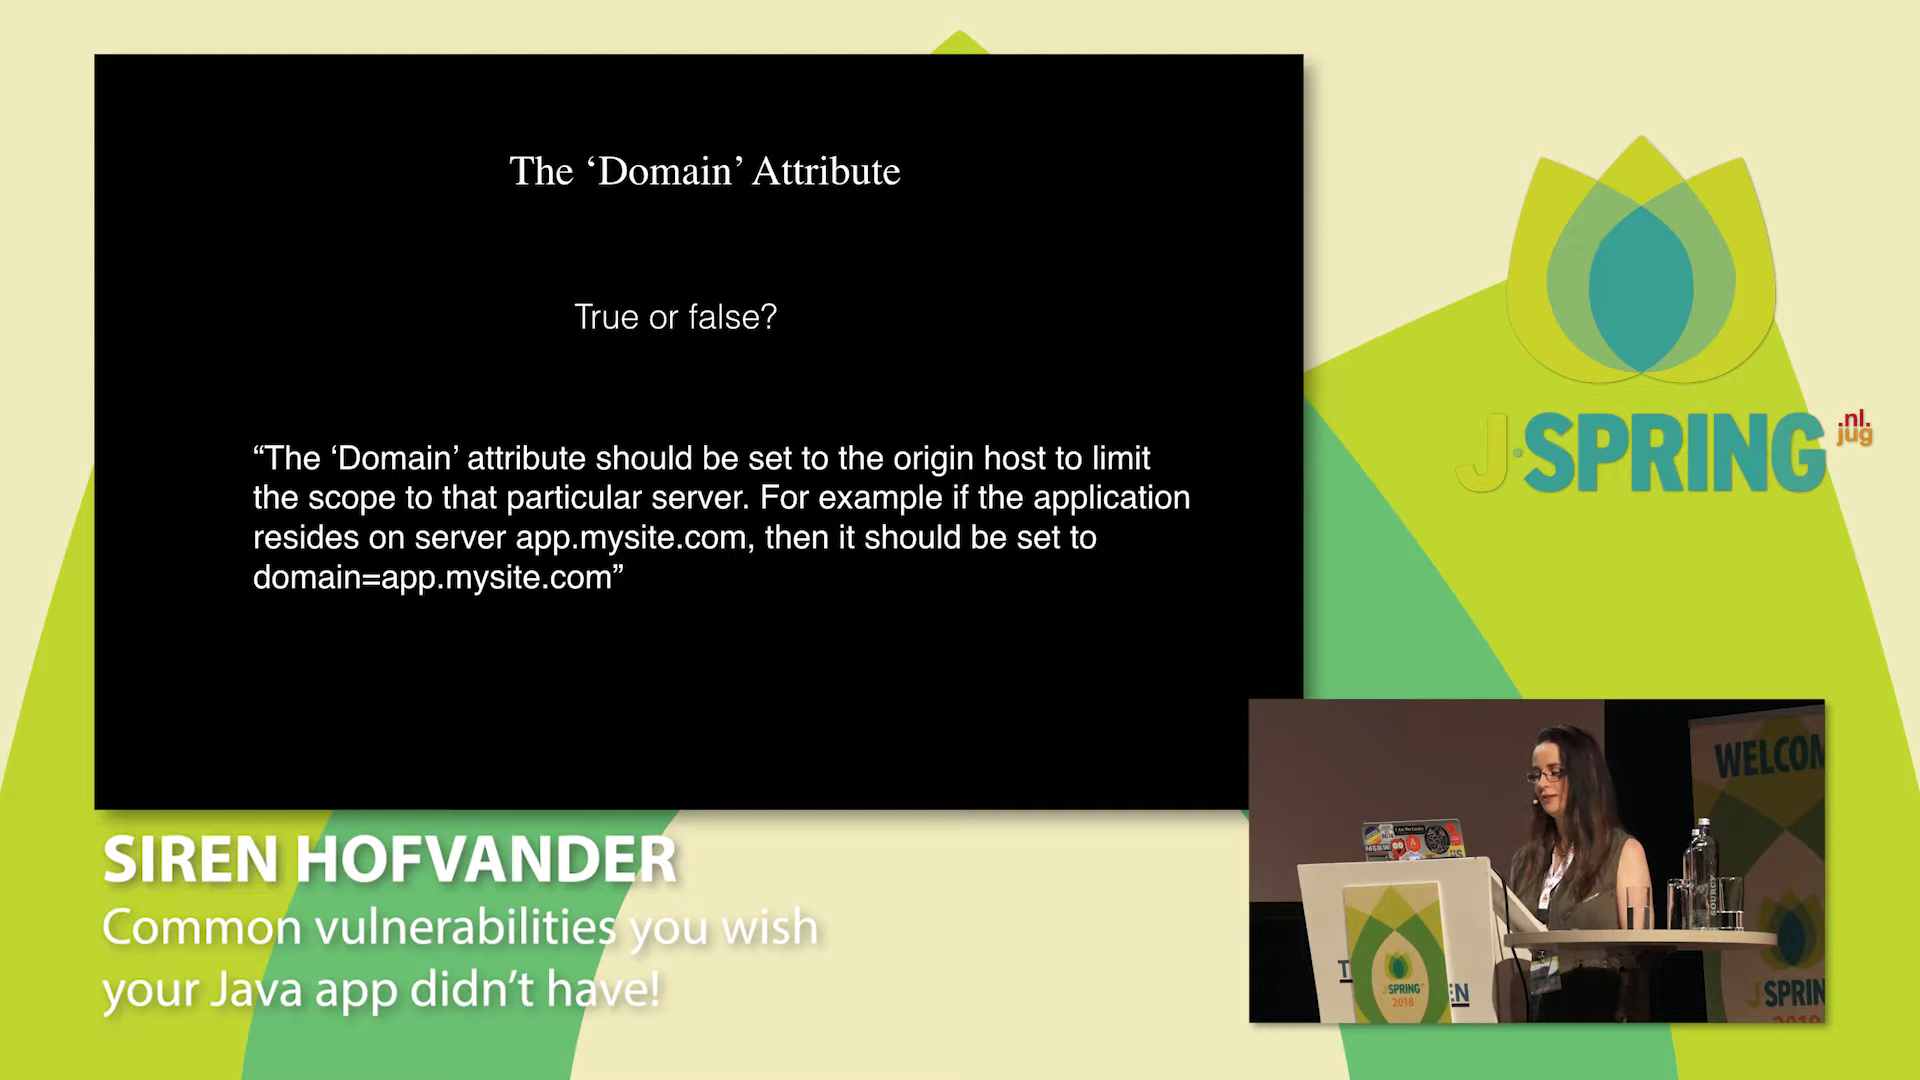 The ‘Domain’ Attribute
True or false?
“The ‘Domain’ attribute should be set to the origin host to limit
the scope to that particular server. For example if the application
resides on server app.mysite.com, then it should be set to
domain=app.mysite.com”
J·SPRING
.nl.
jug
WELCOM
SOURCY
J·SPRING
2018
T
EN
J·SPRIN
2018
SIREN HOFVANDER
Common vulnerabilities you wish
your Java app didn’t have!